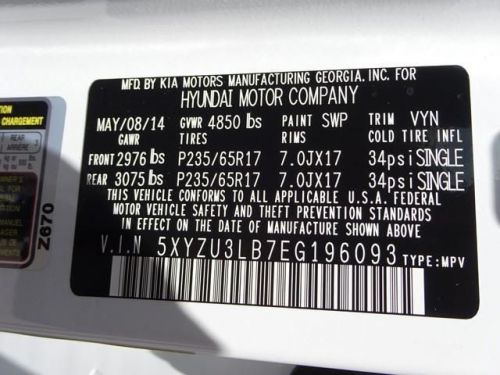 MFD. BY KIA MOTORS MANUFACTURING GEORGIA. INC. FOR
HYUNDAI MOTOR COMPANY
MAY/08/14 GVWR 4850 lbs PAINT SWP TRIM VYN
GAWR TIRES RIMS COLD TIRE INFL
FRONT 2976 lbs P235/65R17 7.0JX17 34psi SINGLE
REAR 3075 lbs P235/65R17 7.0JX17 34psi SINGLE
THIS VEHICLE CONFORMS TO ALL APPLICABLE U.S.A. FEDERAL
MOTOR VEHICLE SAFETY AND THEFT PREVENTION STANDARDS
IN EFFECT ON THE DATE OF MANUFACTURE SHOWN ABOVE.
V.I.N 5XYZU3LB7EG196093 TYPE:MPV
CHARGEMENT
REAR
ARRIERE
Z670